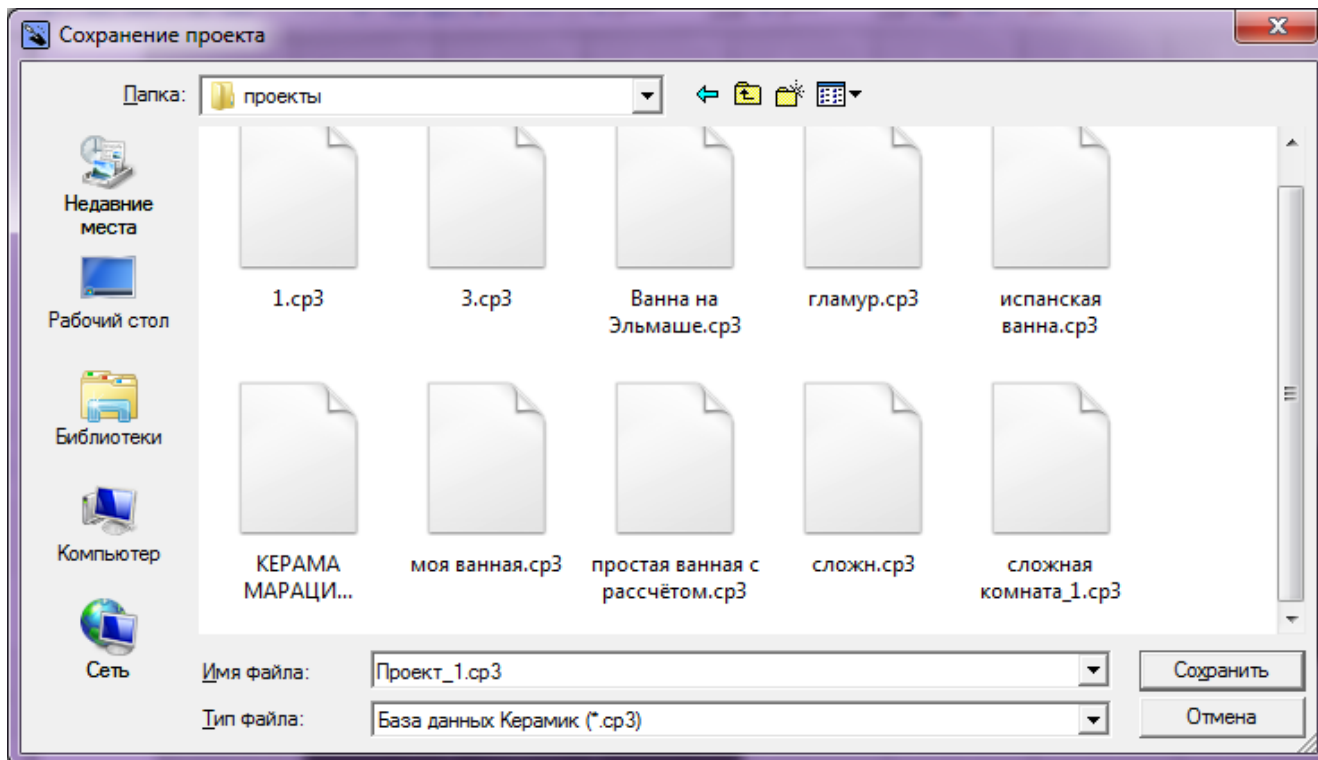 Сохранение проекта
Папка:
проекты
Недавние
места
Рабочий стол
Библиотеки
Компьютер
Сеть
1.cp3
3.cp3
Ванна на
Эльмаше.cp3
гламур.cp3
испанская
ванна.cp3
КЕРАМА
МАРАЦИ...
моя ванная.cp3
простая ванная с
рассчётом.cp3
сложн.cp3
сложная
комната_1.cp3
Имя файла:
Проект_1.cp3
Сохранить
Тип файла:
База данных Керамик (*.cp3)
Отмена